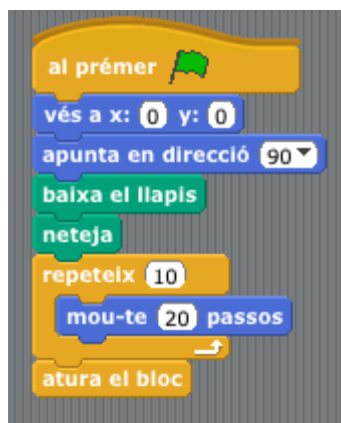 al prémer
vés a x: 0 y: 0
apunta en direcció 90
baixa el llapis
neteja
repeteix 10
mou-te 20 passos
atura el bloc